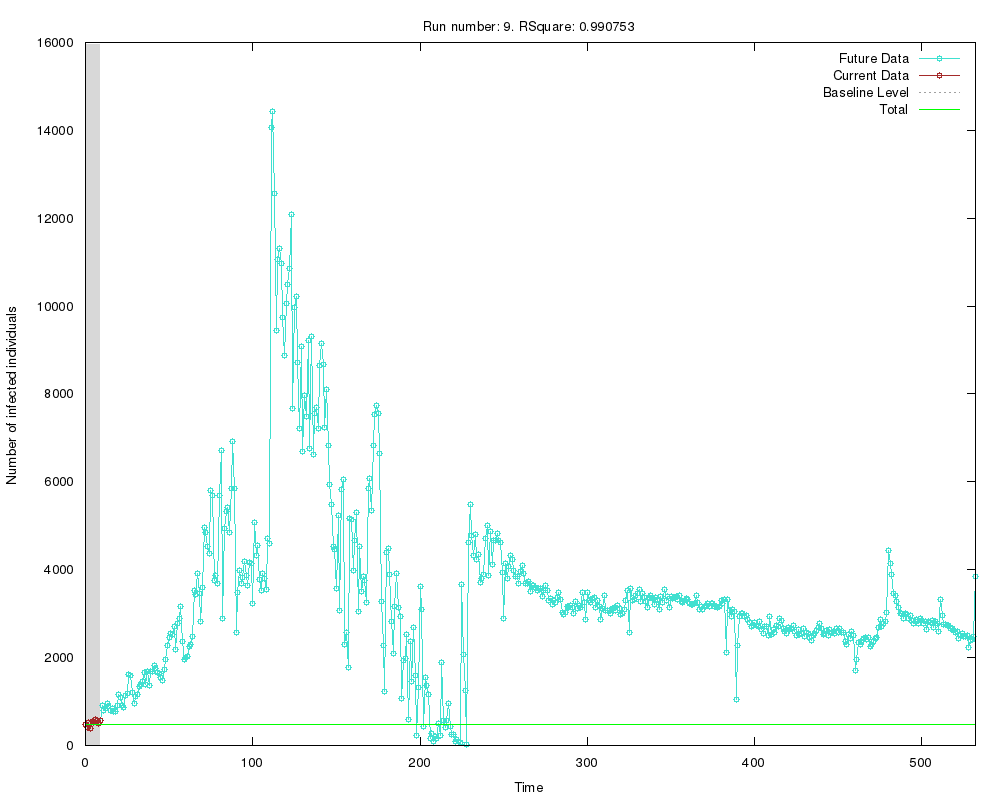 Run number: 9. RSquare: 0.990753
16000
14000
12000
10000
8000
6000
4000
2000
0
Number of infected individuals
Future Data
Current Data
Baseline Level
Total
0 100 200 300 400 500
Time